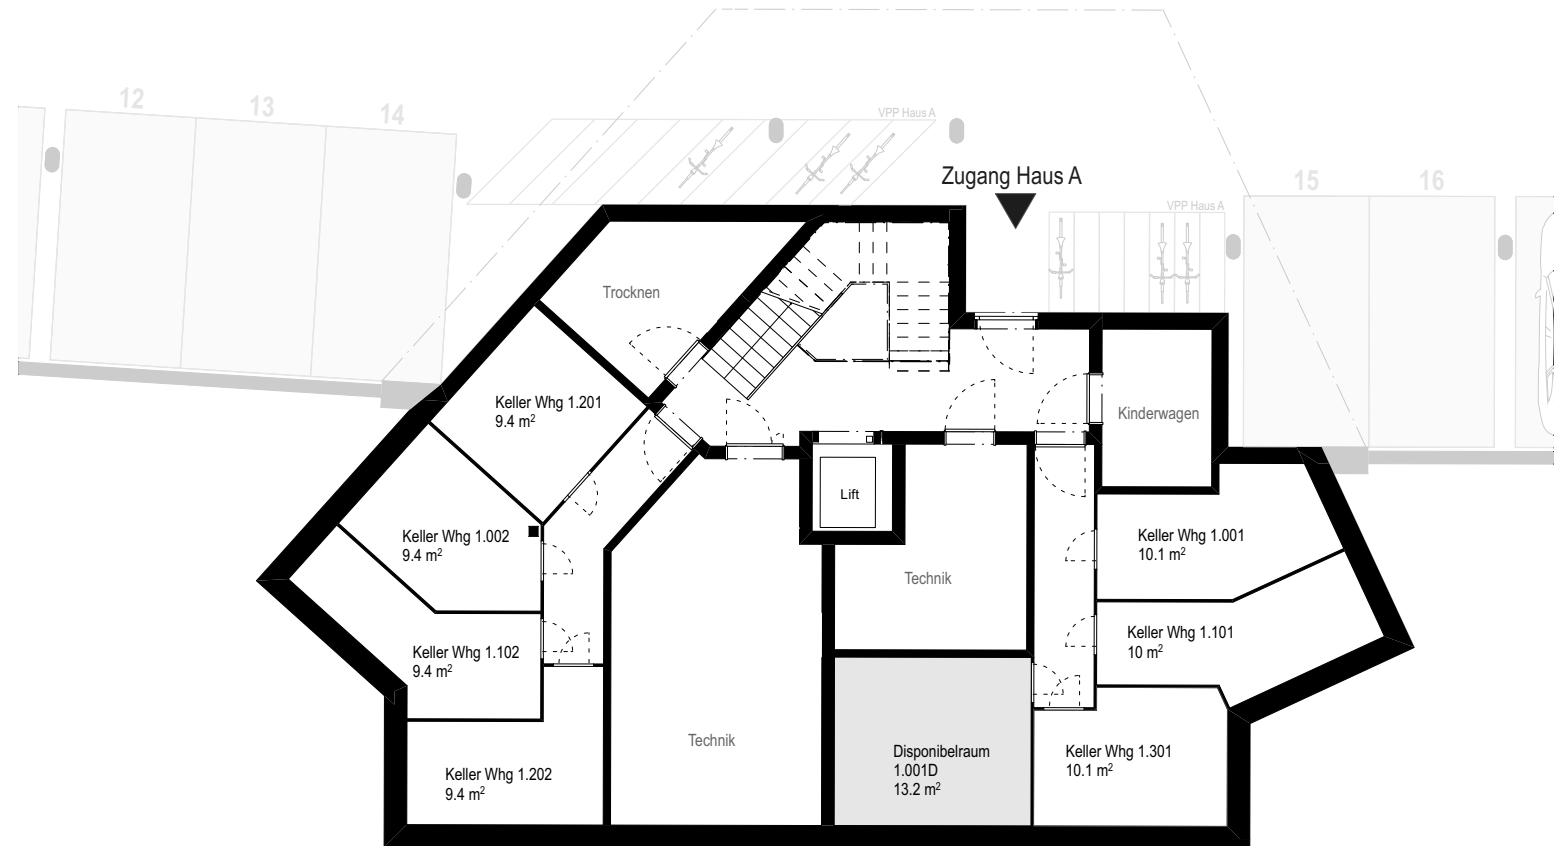 12
13
14
VPP Haus A
Zugang Haus A
15
16
VPP Haus A
Trocknen
Keller Whg 1.201
9.4 m²
Kinderwagen
Lift
Keller Whg 1.002
9.4 m²
Keller Whg 1.001
10.1 m²
Technik
Keller Whg 1.102
9.4 m²
Keller Whg 1.101
10 m²
Technik
Disponibelraum
1.001D
13.2 m²
Keller Whg 1.301
10.1 m²
Keller Whg 1.202
9.4 m²